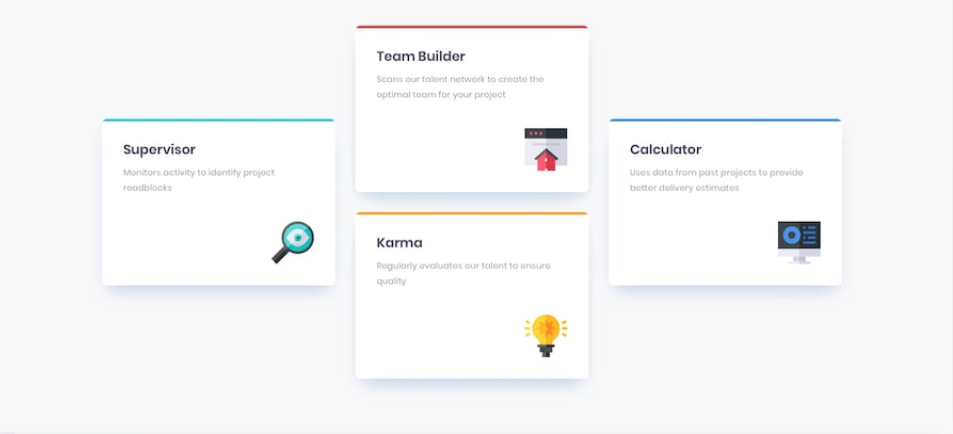 Team Builder
Scans our talent network to create the
optimal team for your project
Supervisor
Monitors activity to identify project
roadblocks
Calculator
Uses data from past projects to provide
better delivery estimates
Karma
Regularly evaluates our talent to ensure
quality